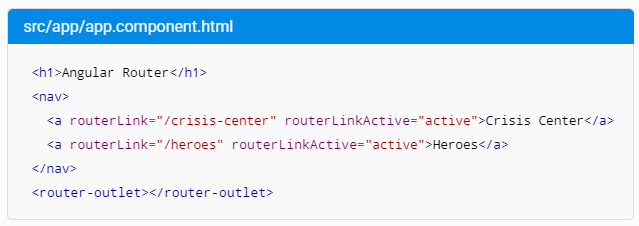 src/app/app.component.html
<h1>Angular Router</h1>
<nav>
  <a routerLink="/crisis-center" routerLinkActive="active">Crisis Center</a>
  <a routerLink="/heroes" routerLinkActive="active">Heroes</a>
</nav>
<router-outlet></router-outlet>